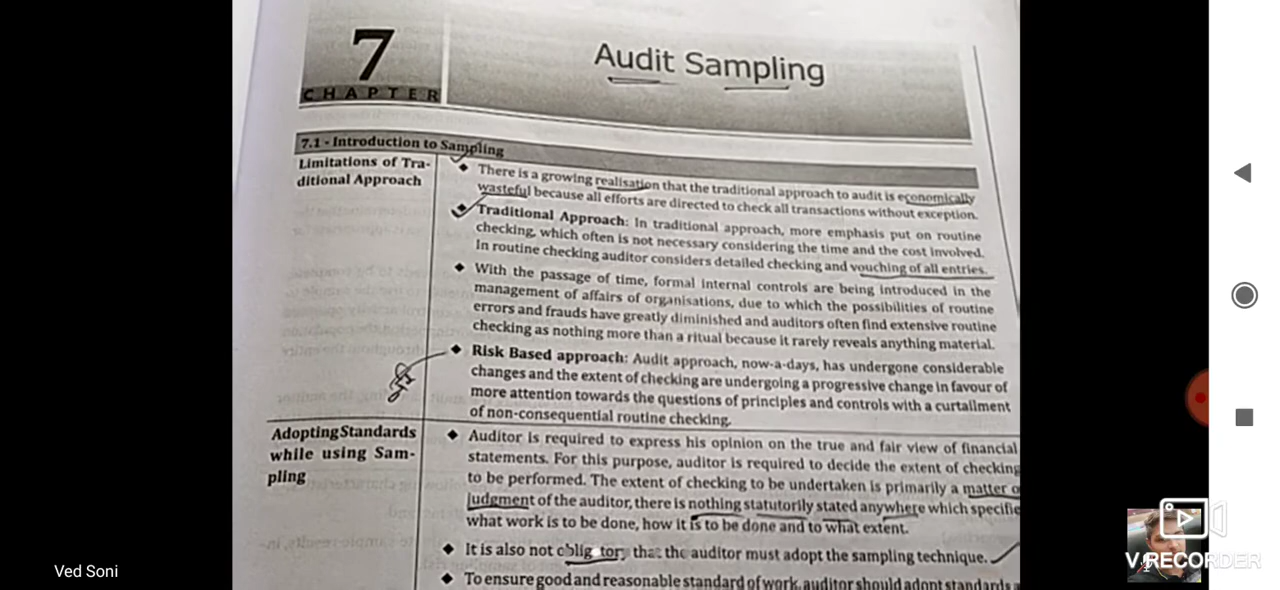 7
CHAPTER
Audit Sampling
7.1 - Introduction to Sampling
Limitations of Tra-
ditional Approach
◆ There is a growing realisation that the traditional approach to audit is economically
wasteful because all efforts are directed to check all transactions without exception.
◆ Traditional Approach: In traditional approach, more emphasis put on routine
checking, which often is not necessary considering the time and the cost involved.
In routine checking auditor considers detailed checking and vouching of all entries.
◆ With the passage of time, formal internal controls are being introduced in the
management of affairs of organisations, due to which the possibilities of routine
errors and frauds have greatly diminished and auditors often find extensive routine
checking as nothing more than a ritual because it rarely reveals anything material.
◆ Risk Based approach: Audit approach, now-a-days, has undergone considerable
changes and the extent of checking are undergoing a progressive change in favour of
more attention towards the questions of principles and controls with a curtailment
of non-consequential routine checking.
Adopting Standards
while using Sam-
pling
◆ Auditor is required to express his opinion on the true and fair view of financial
statements. For this purpose, auditor is required to decide the extent of checking
to be performed. The extent of checking to be undertaken is primarily a matter o
judgment of the auditor, there is nothing statutorily stated anywhere which specifie
what work is to be done, how it is to be done and to what extent.
◆ It is also not obligatory that the auditor must adopt the sampling technique.
◆ To ensure good and reasonable standard of work, auditor should adopt standards a
Ved Soni
V RECORDER